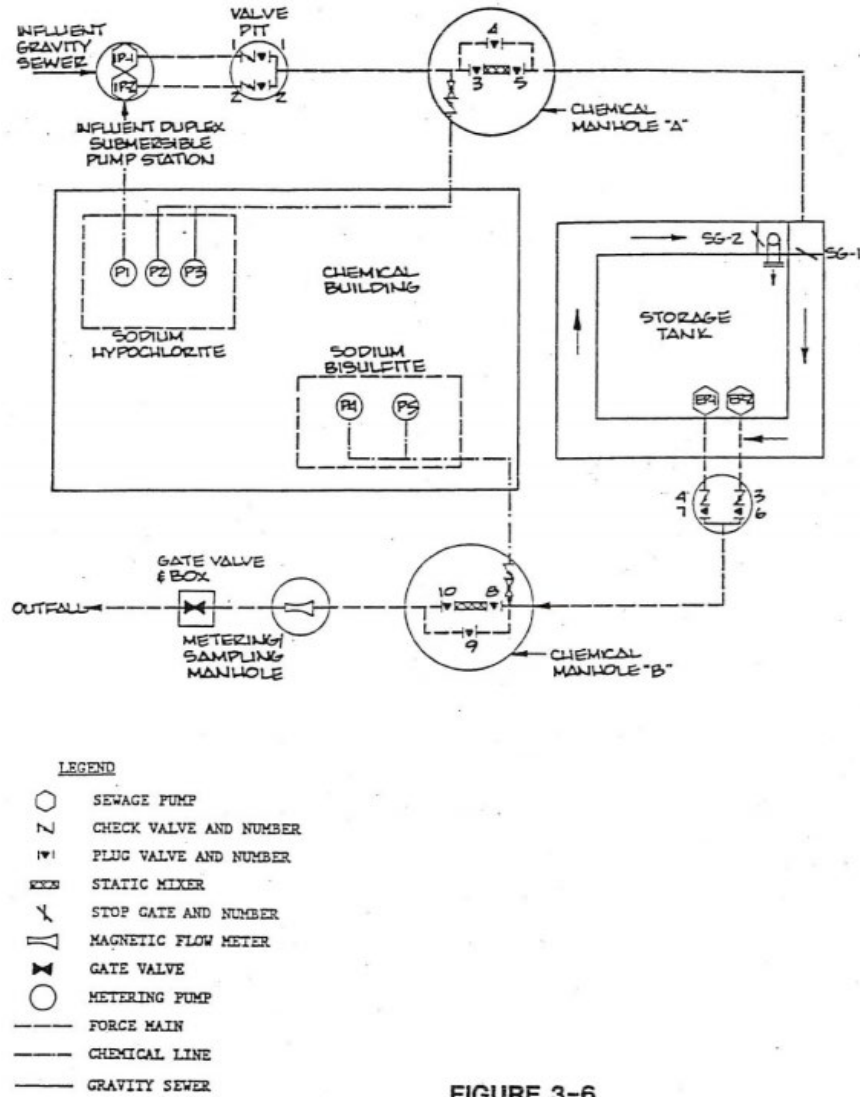 INFLUENT
GRAVITY
SEWER
IP-1
IP-2
VALVE
PIT
1
1
2
2
INFLUENT DUPLEX
SUBMERSIBLE
PUMP STATION
4
3
5
CHEMICAL
MANHOLE "A"
P1
P2
P3
SODIUM
HYPOCHLORITE
CHEMICAL
BUILDING
SODIUM
BISULFITE
P4
P5
SG-2
SG-1
STORAGE
TANK
EP-1
EP-2
4
7
3
6
GATE VALVE
& BOX
OUTFALL
METERING/
SAMPLING
MANHOLE
10
8
9
CHEMICAL
MANHOLE "B"
LEGEND
SEWAGE PUMP
CHECK VALVE AND NUMBER
PLUG VALVE AND NUMBER
STATIC MIXER
STOP GATE AND NUMBER
MAGNETIC FLOW METER
GATE VALVE
METERING PUMP
FORCE MAIN
CHEMICAL LINE
GRAVITY SEWER
FIGURE 3-6